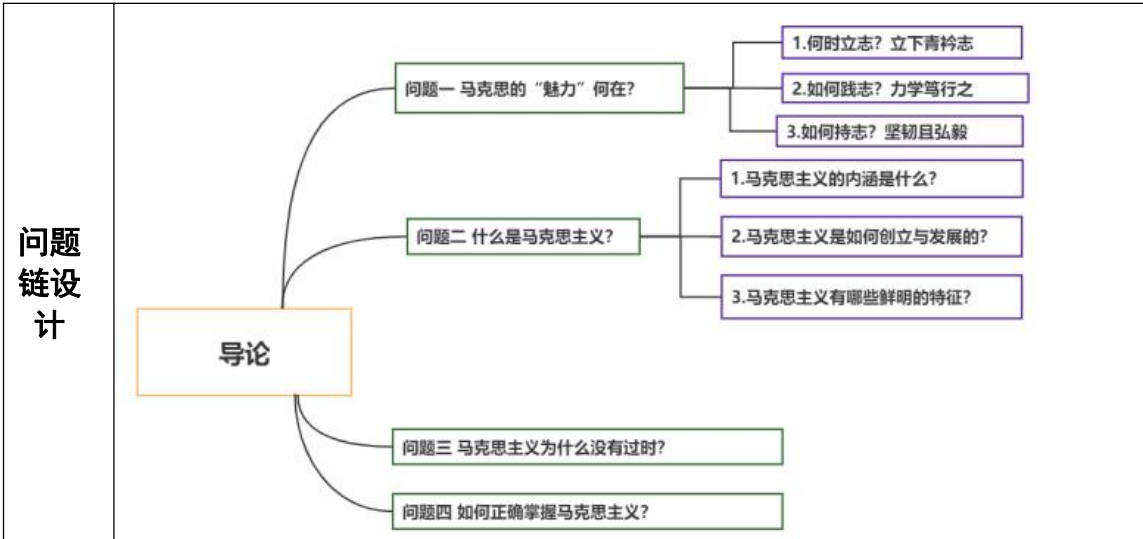 问题
链设
计
导论
问题一 马克思的“魅力”何在?
1.何时立志？立下青衿志
2.如何践志？力学笃行之
3.如何持志？坚韧且弘毅
问题二 什么是马克思主义?
1.马克思主义的内涵是什么?
2.马克思主义是如何创立与发展的?
3.马克思主义有哪些鲜明的特征?
问题三 马克思主义为什么没有过时?
问题四 如何正确掌握马克思主义?